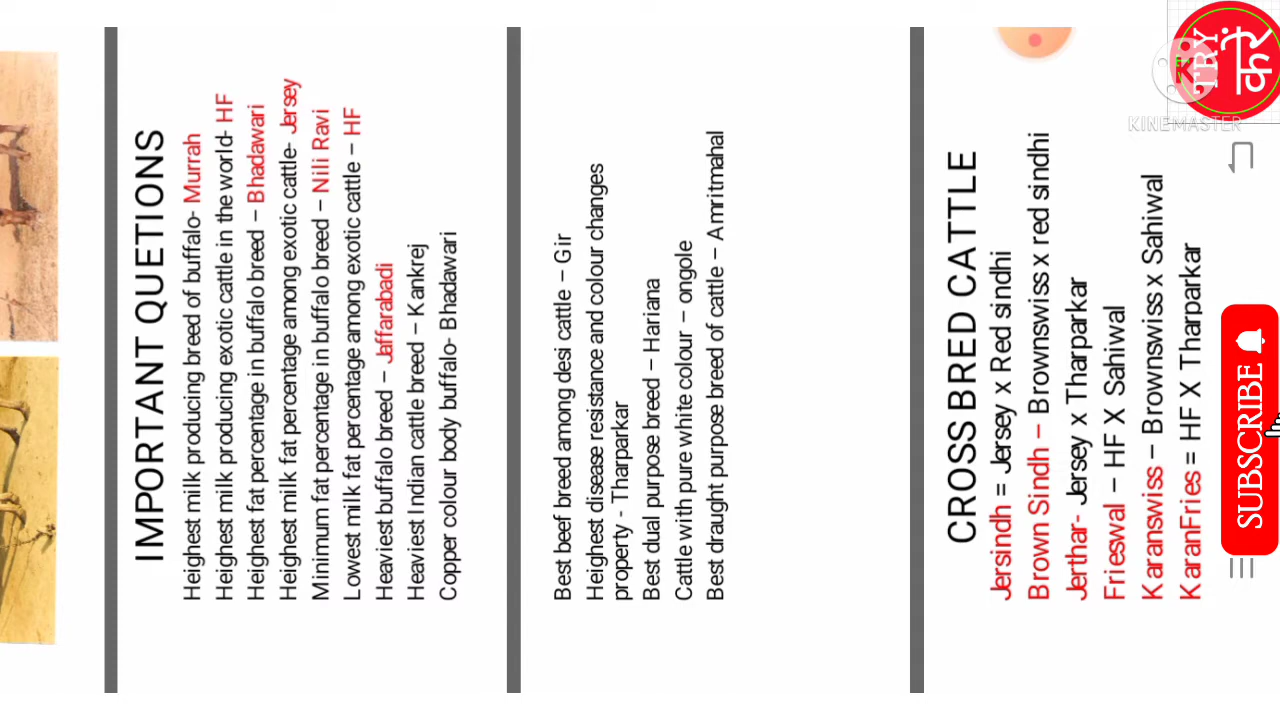 IMPORTANT QUETIONS
Heighest milk producing breed of buffalo- Murrah
Heighest milk producing exotic cattle in the world- HF
Heighest fat percentage in buffalo breed – Bhadawari
Heighest milk fat percentage among exotic cattle- Jersey
Minimum fat percentage in buffalo breed – Nili Ravi
Lowest milk fat percentage among exotic cattle – HF
Heaviest buffalo breed – Jaffarabadi
Heaviest Indian cattle breed – Kankrej
Copper colour body buffalo- Bhadawari
Best beef breed among desi cattle – Gir
Heighest disease resistance and colour changes
property - Tharparkar
Best dual purpose breed – Hariana
Cattle with pure white colour – ongole
Best draught purpose breed of cattle – Amritmahal
CROSS BRED CATTLE
Jersindh = Jersey x Red sindhi
Brown Sindh – Brownswiss x red sindhi
Jerthar- Jersey x Tharparkar
Frieswal – HF X Sahiwal
Karanswiss – Brownswiss x Sahiwal
KaranFries = HF X Tharparkar
TRY
करे
KINEMASTER
SUBSCRIBE